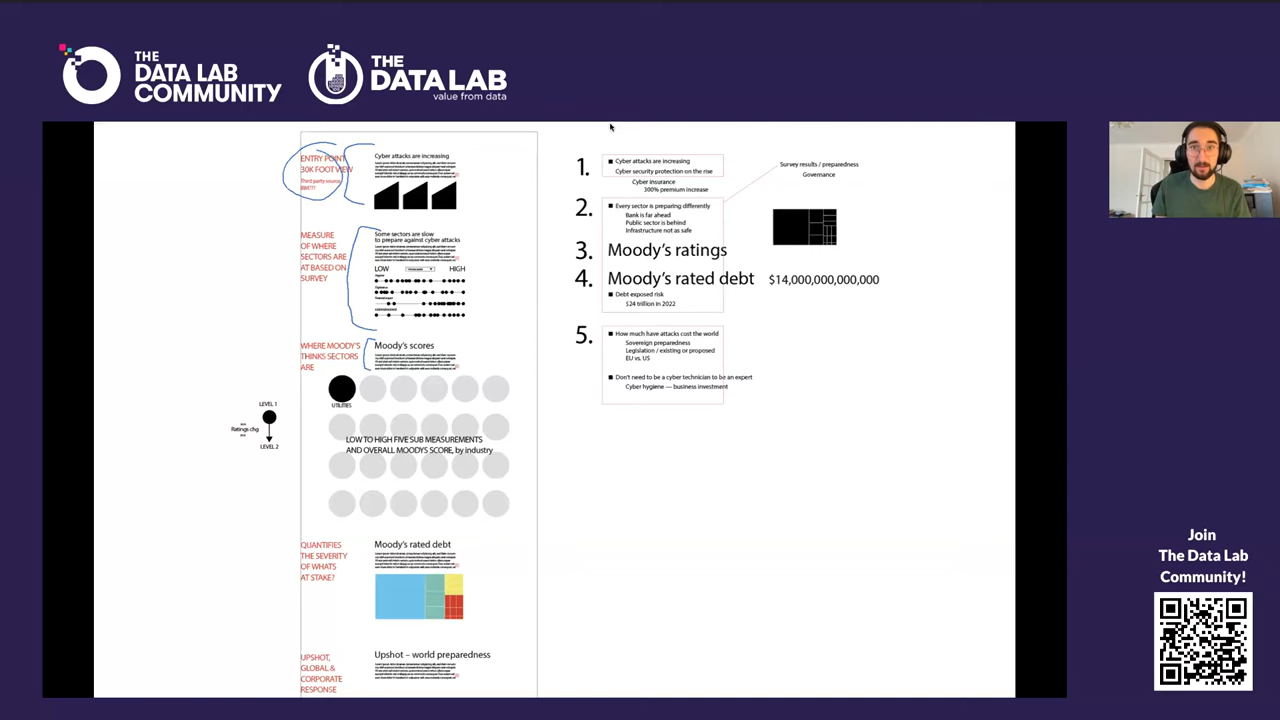 THE
DATA LAB
COMMUNITY
THE
DATA LAB
value from data
ENTRY POINT
30K FOOT VIEW
Third party source,
IBM???
Cyber attacks are increasing
MEASURE
OF WHERE
SECTORS ARE
AT BASED ON
SURVEY
Some sectors are slow
to prepare against cyber attacks
LOW
HIGH
WHERE MOODY'S
THINKS SECTORS
ARE
Moody's scores
UTILITIES
LEVEL 1
Ratings chg
LEVEL 2
LOW TO HIGH FIVE SUB MEASUREMENTS
AND OVERALL MOODYS SCORE, by industry
QUANTIFIES
THE SEVERITY
OF WHATS
AT STAKE?
Moody's rated debt
UPSHOT,
GLOBAL &
CORPORATE
RESPONSE
Upshot – world preparedness
1.
Cyber attacks are increasing
Cyber security protection on the rise
Cyber insurance
300% premium increase
2.
Every sector is preparing differently
Bank is far ahead
Public sector is behind
Infrastructure not as safe
Survey results / preparedness
Governance
3. Moody's ratings
4. Moody's rated debt $14,000,000,000,000
Debt exposed risk
$24 trillion in 2022
5.
How much have attacks cost the world
Sovereign preparedness
Legislation / existing or proposed
EU vs. US
Don't need to be a cyber technician to be an expert
Cyber hygiene — business investment
Join
The Data Lab
Community!